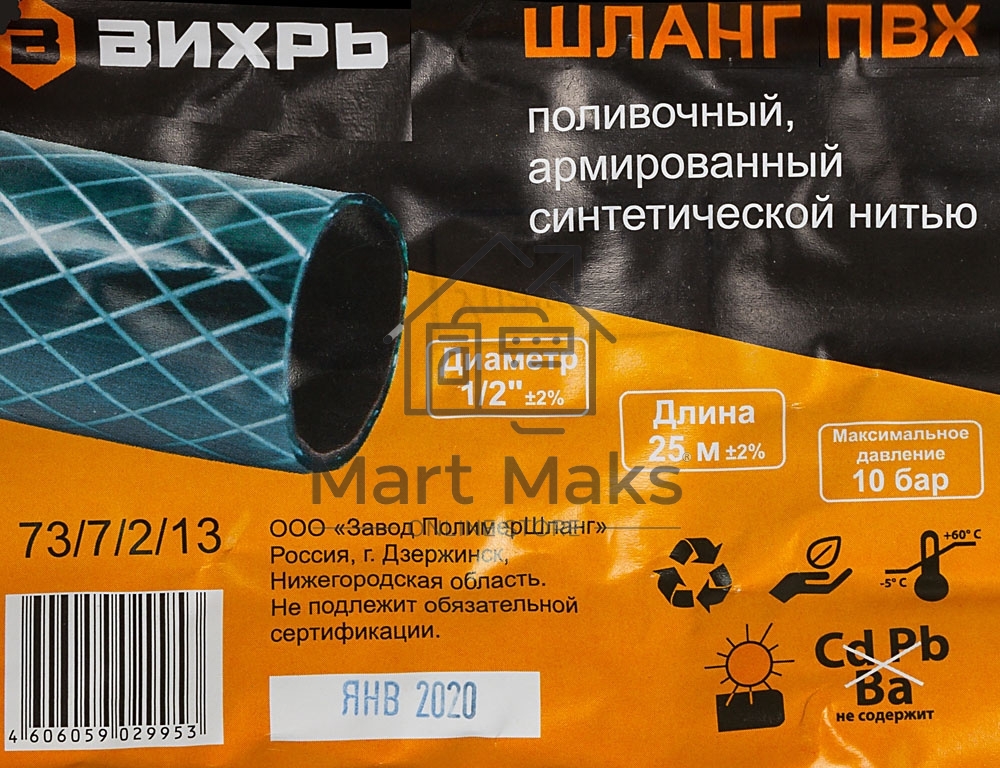 ВИХРЬ
ШЛАНГ ПВХ
поливочный,
армированный
синтетической нитью
Диаметр
1/2" ±2%
Длина
25 м ±2%
Максимальное
давление
10 бар
Mart Maks
ONLINE STORE
73/7/2/13
ООО «Завод ПолимерШланг»
Россия, г. Дзержинск,
Нижегородская область.
Не подлежит обязательной
сертификации.
ЯНВ 2020
4 606059 029953
+60° C
-5° C
Cd Pb
Ba
не содержит